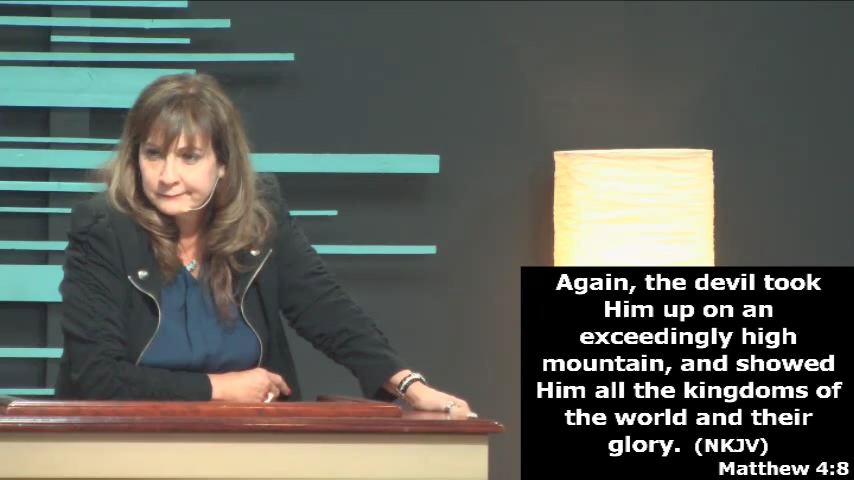 Again, the devil took
Him up on an
exceedingly high
mountain, and showed
Him all the kingdoms of
the world and their
glory. (NKJV)
Matthew 4:8